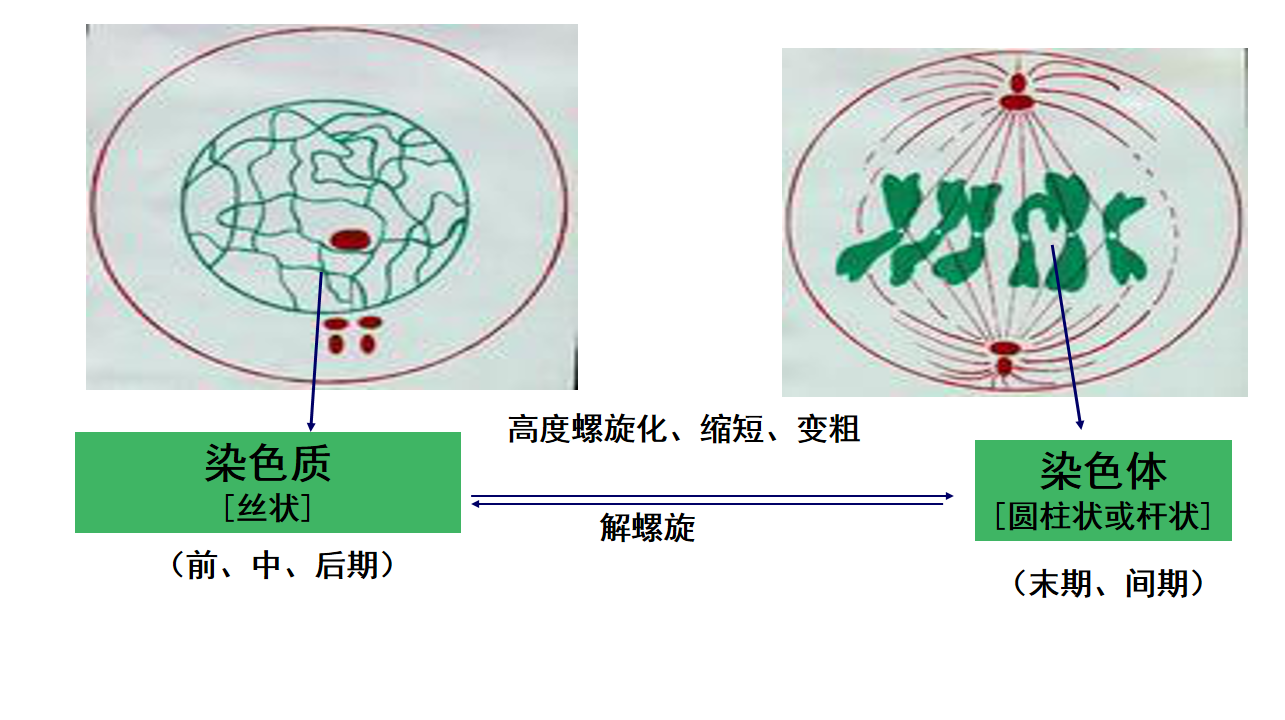 高度螺旋化、缩短、变粗
染色质
[丝状]
染色体
[圆柱状或杆状]
解螺旋
（前、中、后期）
（末期、间期）